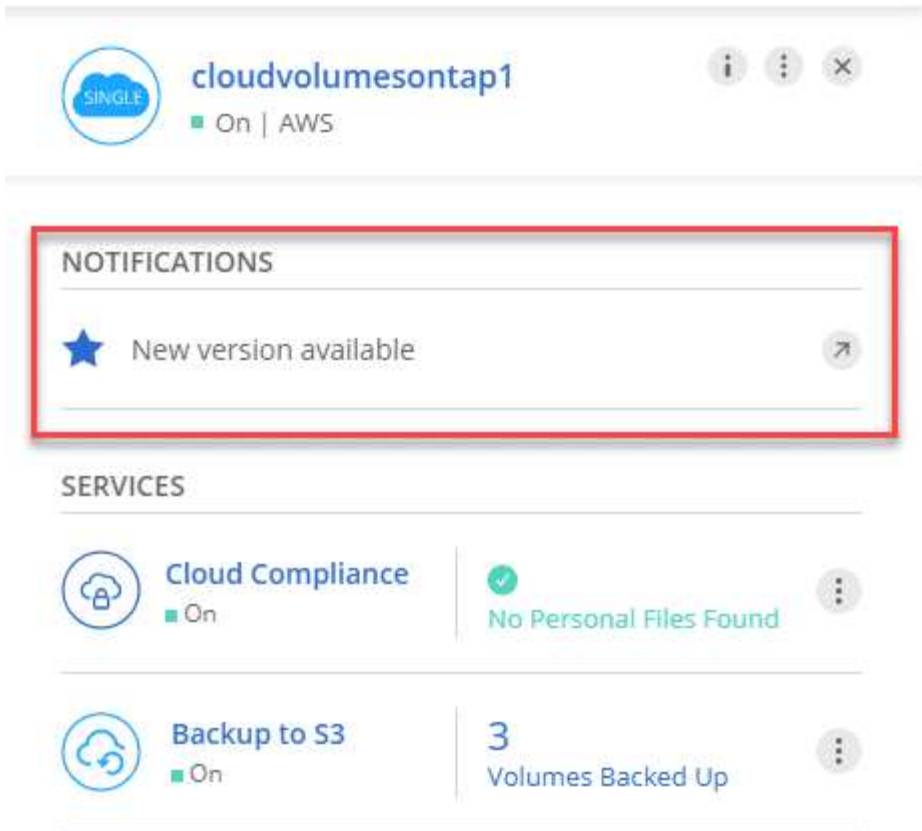 SINGLE
cloudvolumesontap1
On | AWS
NOTIFICATIONS
New version available
SERVICES
Cloud Compliance
On
No Personal Files Found
Backup to S3
On
3
Volumes Backed Up